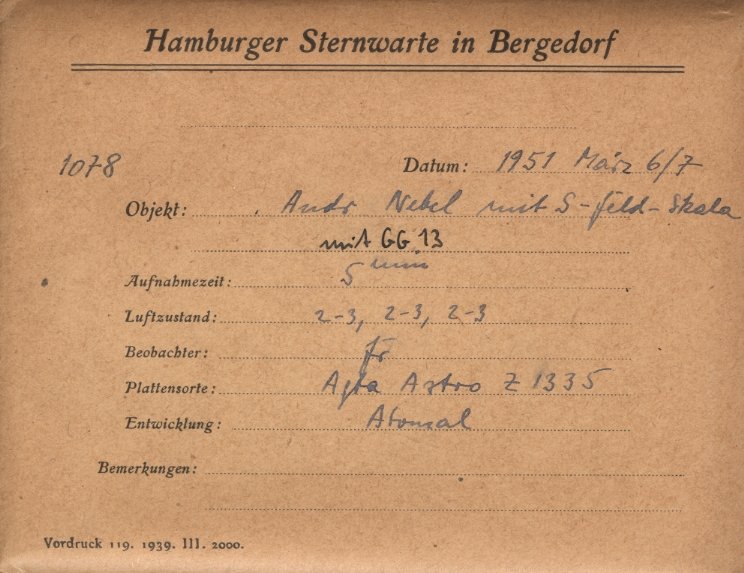 Hamburger Sternwarte in Bergedorf
1078 Datum: 1951 März 6/7
Objekt: Andr Nebel mit S-feld-Skala
mit GG 13
Aufnahmezeit: 5 min
Luftzustand: 2-3, 2-3, 2-3
Beobachter: Fr
Plattensorte: Agfa Astro Z 1335
Entwicklung: Atomal
Bemerkungen:
Vordruck 119. 1939. III. 2000.